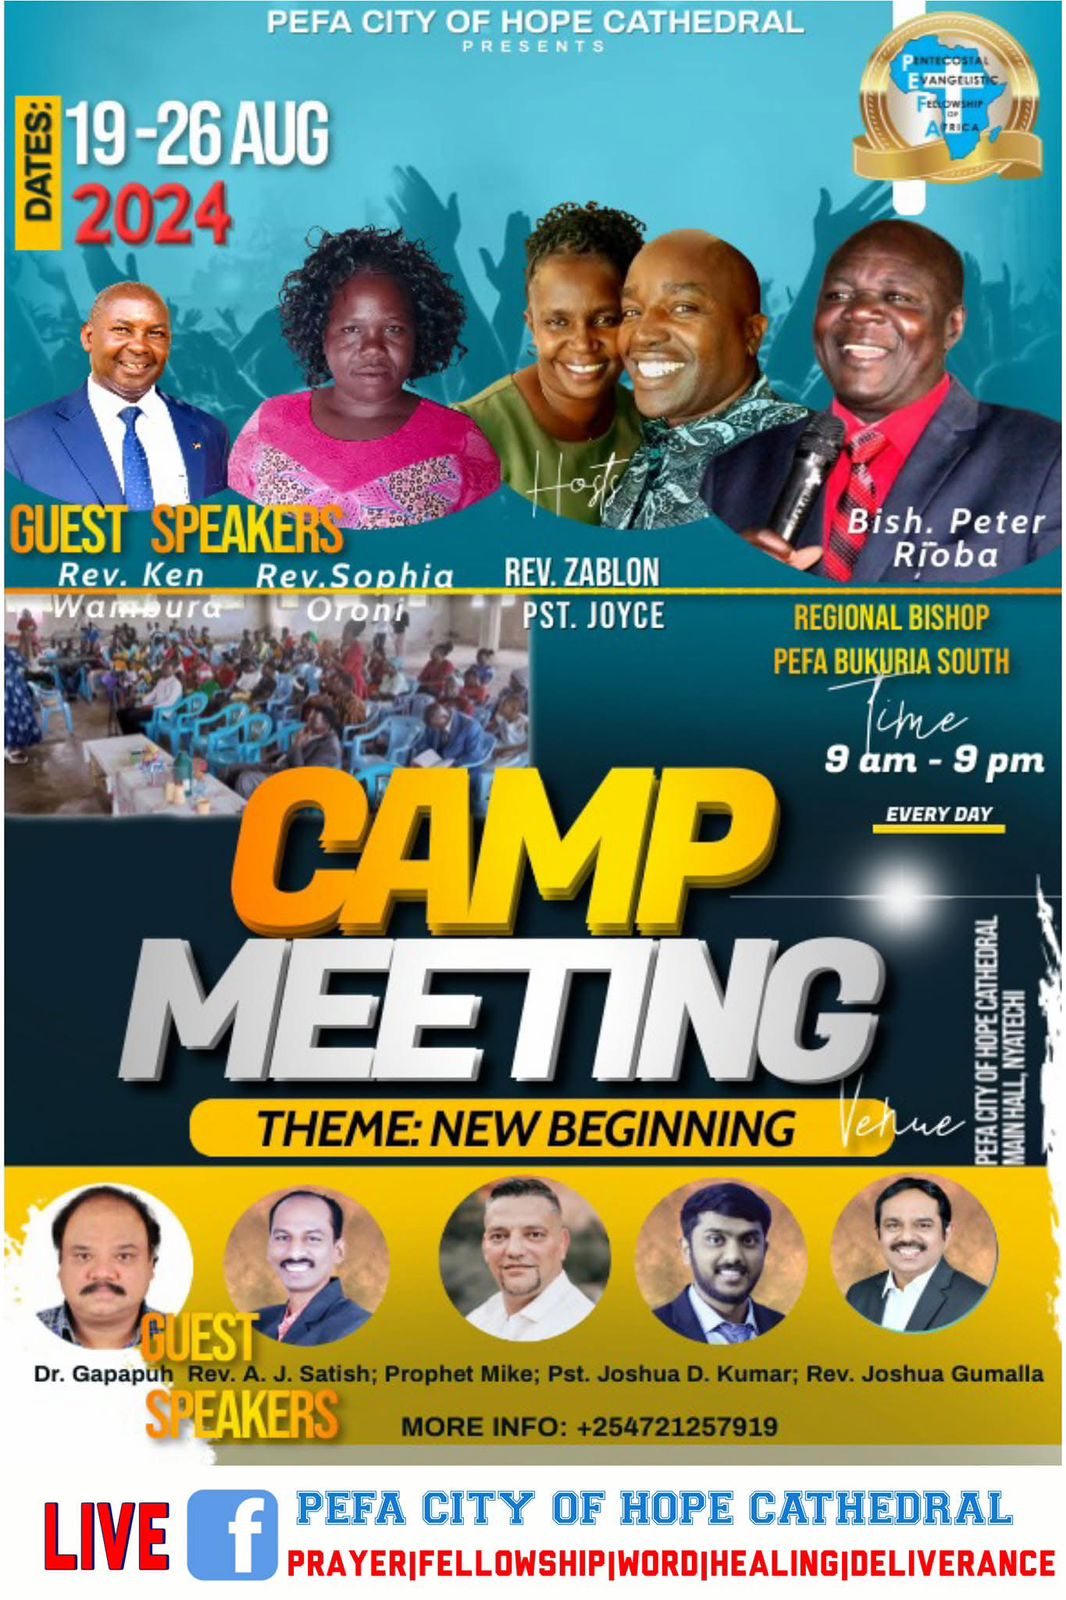 PEFA CITY OF HOPE CATHEDRAL
PRESENTS
PENTECOSTAL
EVANGELISTIC
FELLOWSHIP
OF
AFRICA
DATES:
19-26 AUG
2024
Hosts
GUEST SPEAKERS
Rev. Ken
Wambura
Rev.Sophia
Oroni
REV. ZABLON
PST. JOYCE
Bish. Peter
Rioba
REGIONAL BISHOP
PEFA BUKURIA SOUTH
Time
9 am - 9 pm
EVERY DAY
CAMP
MEETING
THEME: NEW BEGINNING
Venue
PEFA CITY OF HOPE CATHEDRAL
MAIN HALL, NYATECHI
GUEST
SPEAKERS
Dr. Gapapuh Rev. A. J. Satish; Prophet Mike; Pst. Joshua D. Kumar; Rev. Joshua Gumalla
MORE INFO: +254721257919
LIVE
f
PEFA CITY OF HOPE CATHEDRAL
PRAYER|FELLOWSHIP|WORD|HEALING|DELIVERANCE